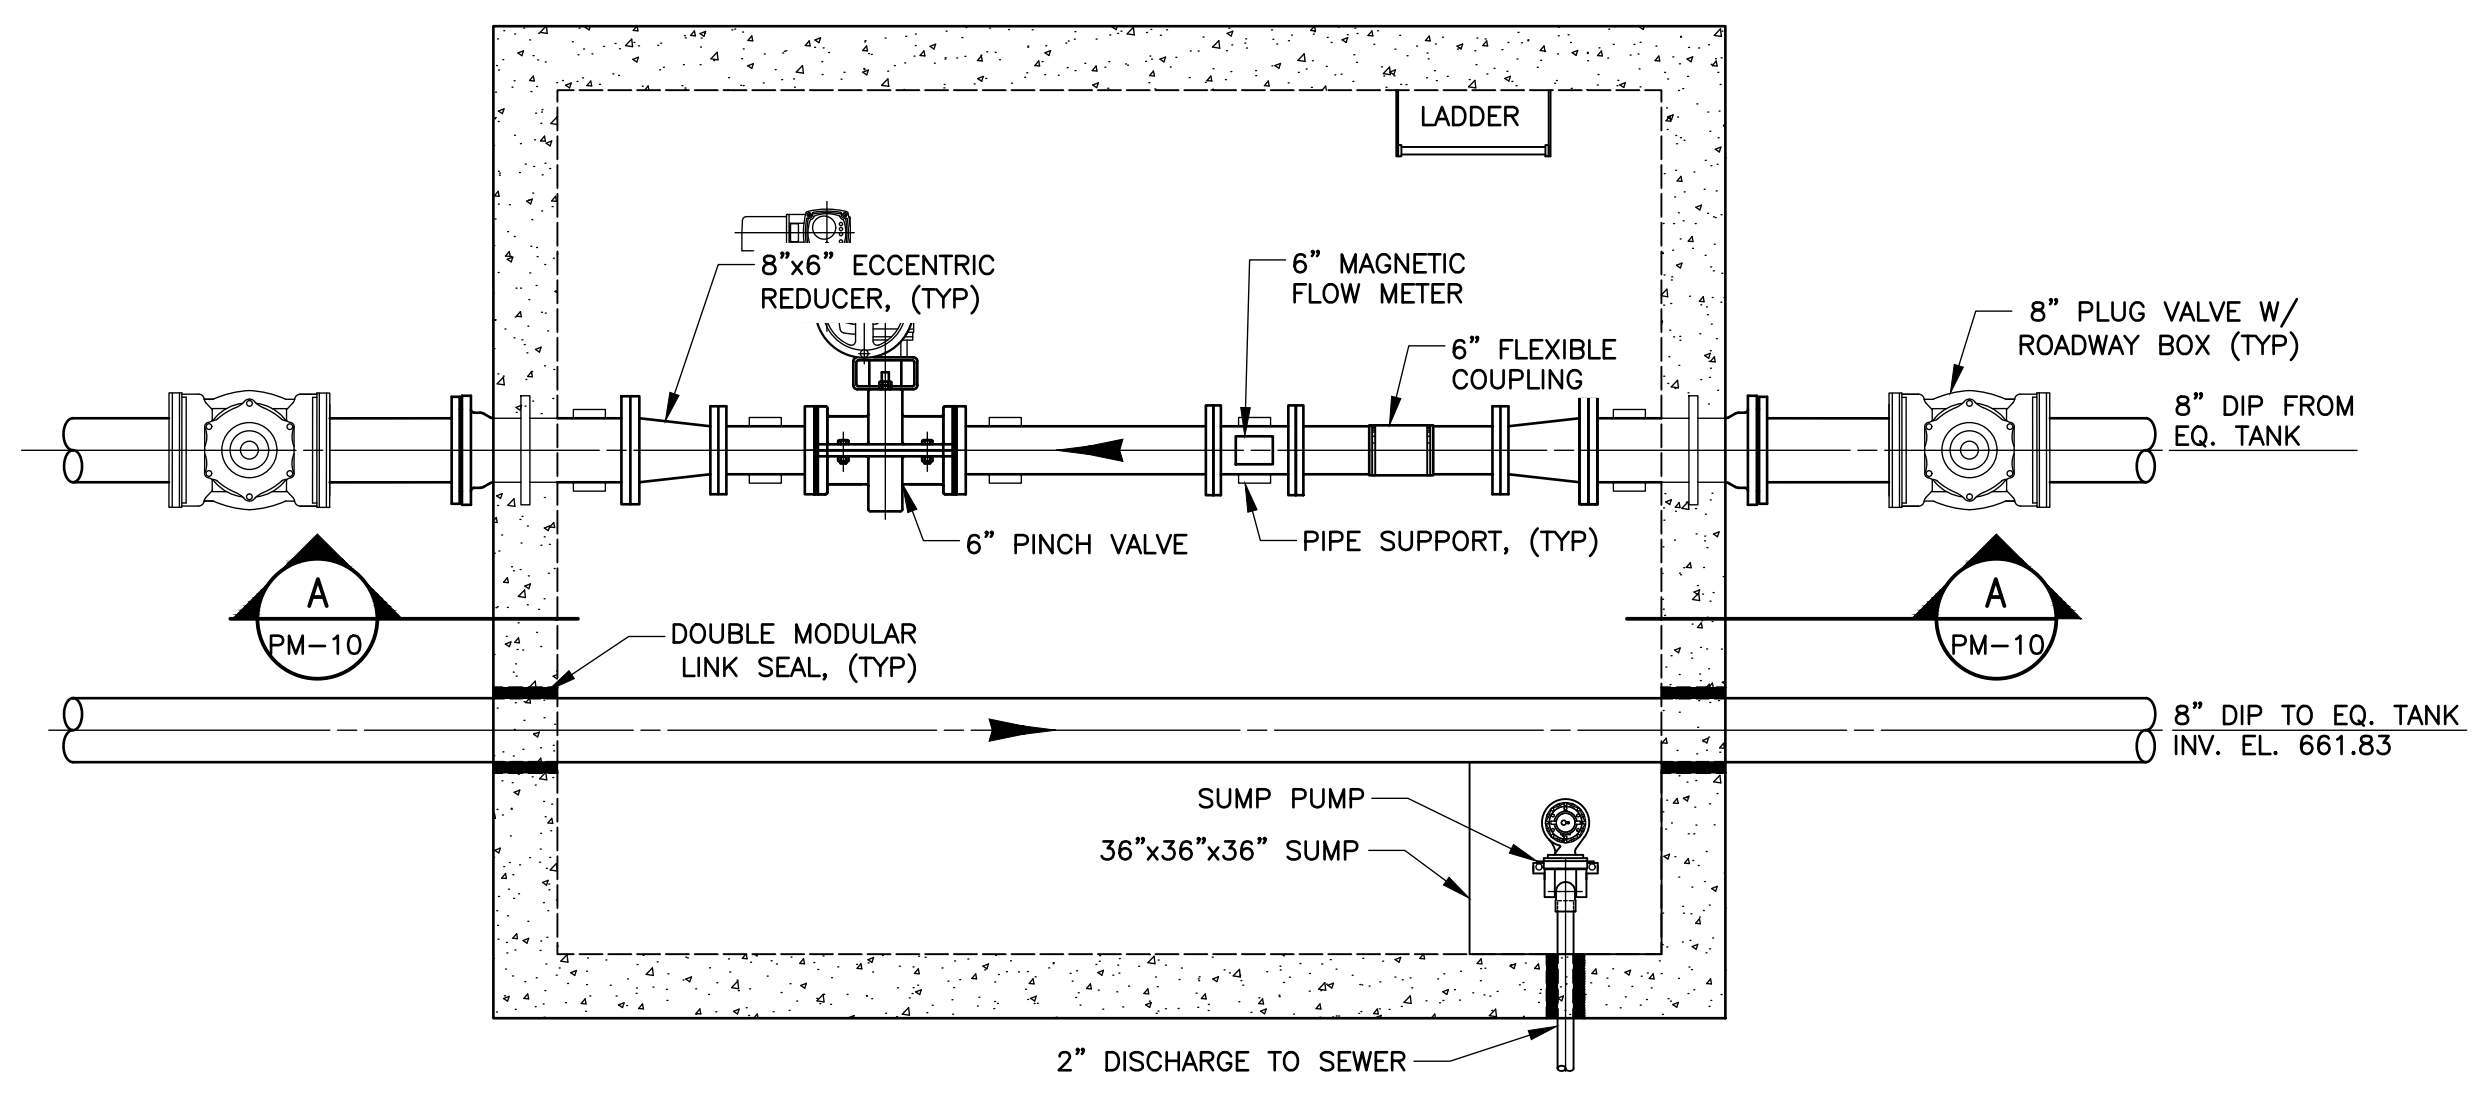 LADDER
8”x6” ECCENTRIC
REDUCER, (TYP)
6” MAGNETIC
FLOW METER
6” FLEXIBLE
COUPLING
8” PLUG VALVE W/
ROADWAY BOX (TYP)
8” DIP FROM
EQ. TANK
6” PINCH VALVE
PIPE SUPPORT, (TYP)
A
PM-10
A
PM-10
DOUBLE MODULAR
LINK SEAL, (TYP)
8” DIP TO EQ. TANK
INV. EL. 661.83
SUMP PUMP
36”x36”x36” SUMP
2” DISCHARGE TO SEWER